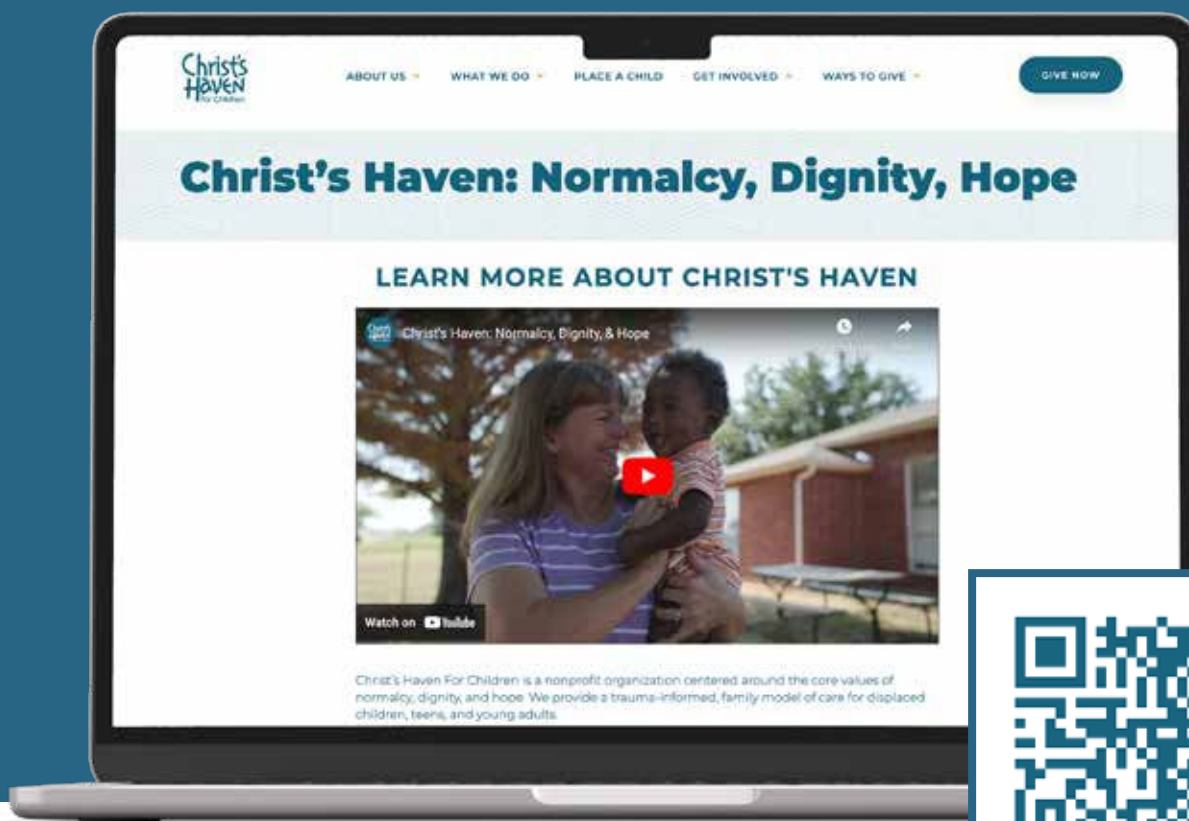 Christ's
Haven
For Children
ABOUT US
WHAT WE DO
PLACE A CHILD
GET INVOLVED
WAYS TO GIVE
GIVE NOW
Christ's Haven: Normalcy, Dignity, Hope
LEARN MORE ABOUT CHRIST'S HAVEN
Christ's Haven: Normalcy, Dignity, & Hope
Watch on YouTube
Christ's Haven For Children is a nonprofit organization centered around the core values of
normalcy, dignity, and hope. We provide a trauma-informed, family model of care for displaced
children, teens, and young adults.